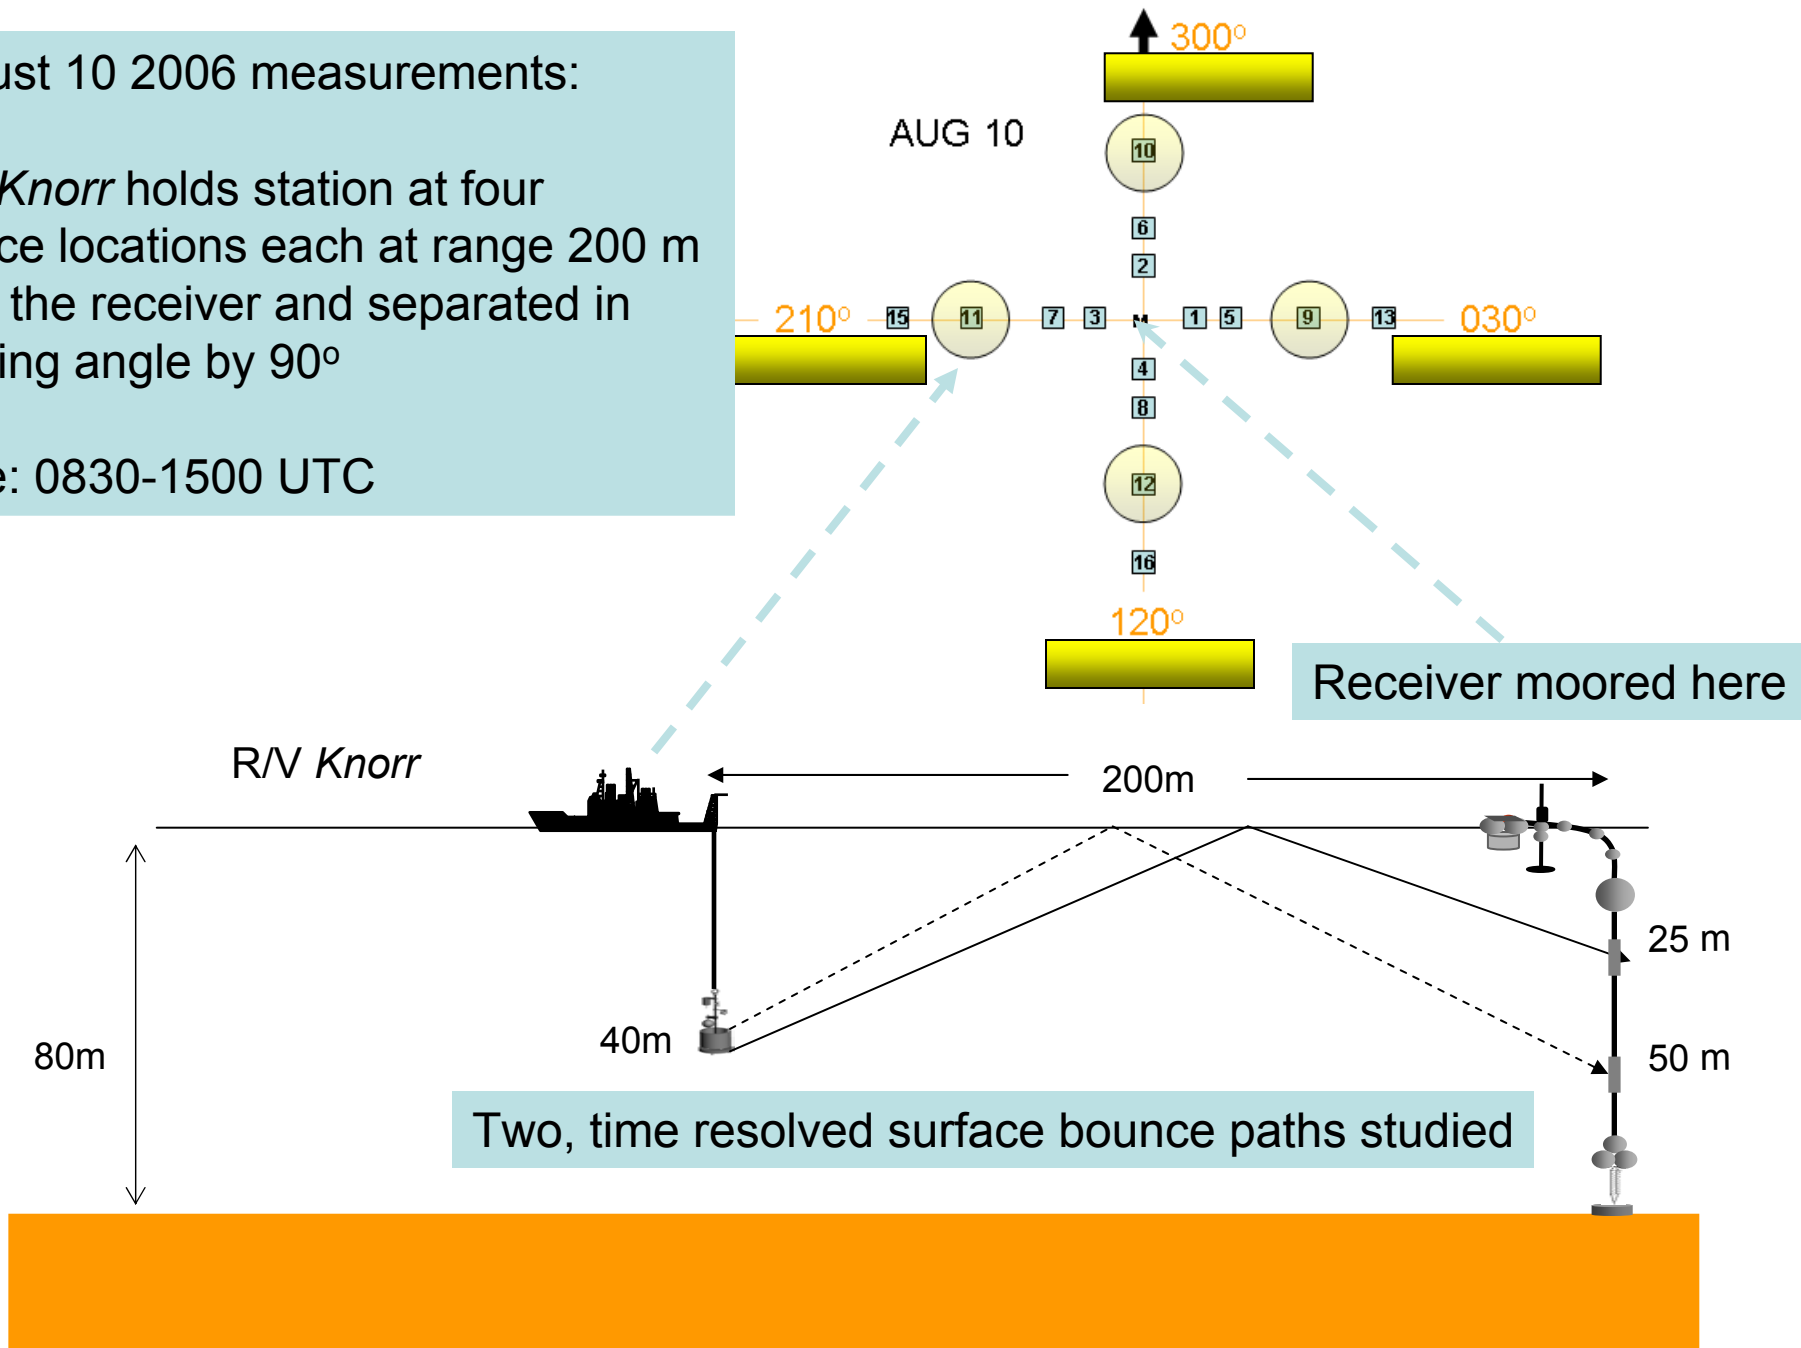 ust 10 2006 measurements:
Knorr holds station at four
ce locations each at range 200 m
the receiver and separated in
ing angle by 90º
e: 0830-1500 UTC
AUG 10
300º
10
6
2
210º
15
11
7
3
M
1
5
9
13
030º
4
8
12
16
120º
Receiver moored here
R/V Knorr
200m
25 m
40m
80m
50 m
Two, time resolved surface bounce paths studied